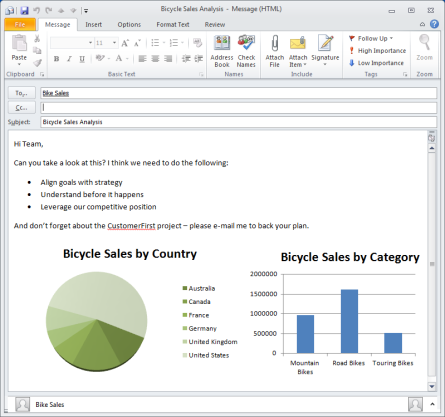 Bicycle Sales Analysis - Message (HTML)
File
Message
Insert
Options
Format Text
Review
Paste
Clipboard
11
B I U
Basic Text
Address Book
Check Names
Names
Attach File
Attach Item
Signature
Include
Follow Up
High Importance
Low Importance
Tags
Zoom
Zoom
To...
Bike Sales
Cc...
Subject:
Bicycle Sales Analysis
Hi Team,
Can you take a look at this? I think we need to do the following:
• Align goals with strategy
• Understand before it happens
• Leverage our competitive position
And don't forget about the CustomerFirst project – please e-mail me to back your plan.
Bicycle Sales by Country
Australia
Canada
France
Germany
United Kingdom
United States
Bicycle Sales by Category
2000000
1500000
1000000
500000
0
Mountain Bikes
Road Bikes
Touring Bikes
Bike Sales